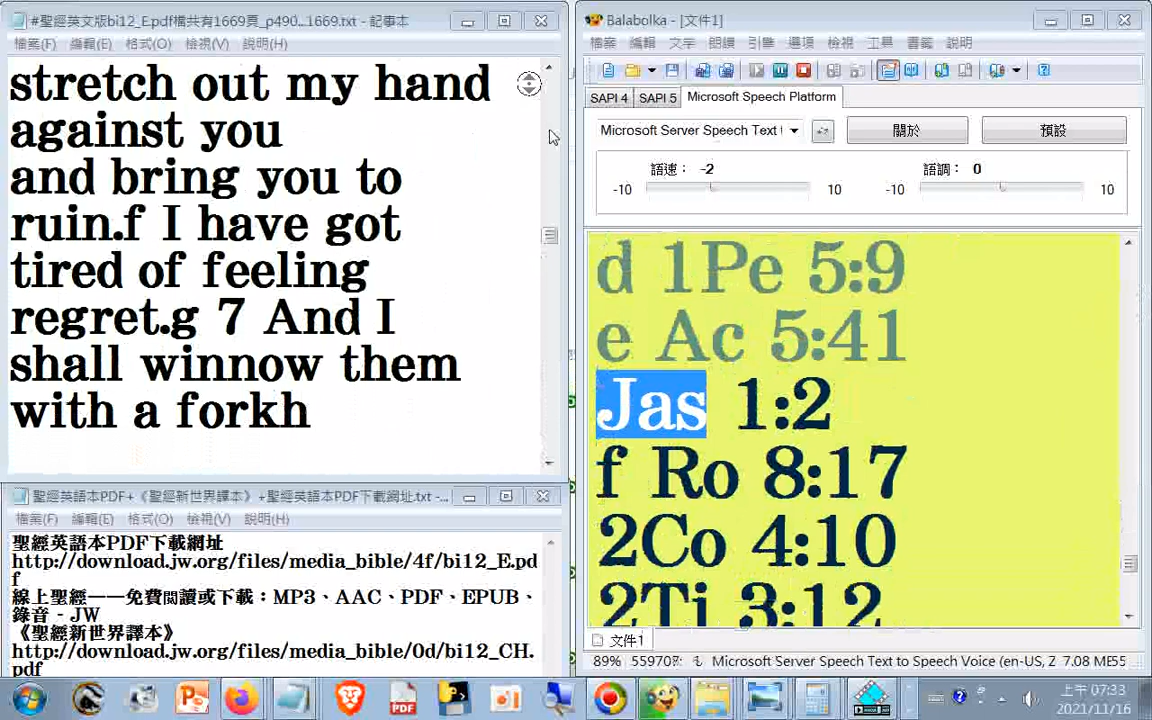 #聖經英文版bi12_E.pdf檔共有1669頁_p490...1669.txt - 記事本
檔案(F) 編輯(E) 格式(O) 檢視(V) 說明(H)
stretch out my hand
against you
and bring you to
ruin.f I have got
tired of feeling
regret.g 7 And I
shall winnow them
with a forkh
聖經英語本PDF+《聖經新世界譯本》+聖經英語本PDF下載網址.txt -...
檔案(F) 編輯(E) 格式(O) 檢視(V) 說明(H)
聖經英語本PDF下載網址
http://download.jw.org/files/media_bible/4f/bi12_E.pd
f
線上聖經——免費閱讀或下載：MP3、AAC、PDF、EPUB、
錄音 - JW
《聖經新世界譯本》
http://download.jw.org/files/media_bible/0d/bi12_CH.
pdf
Balabolka - [文件1]
檔案 編輯 文字 朗讀 引擎 選項 檢視 工具 書籤 說明
SAPI 4 SAPI 5 Microsoft Speech Platform
Microsoft Server Speech Text 關於 預設
語速： -2 語調： 0
-10 10 -10 10
d 1Pe 5:9
e Ac 5:41
Jas 1:2
f Ro 8:17
2Co 4:10
2Ti 3:12
文件1
89% Microsoft Server Speech Text to Speech Voice (en-US, Z 7.08 ME
上午 07:33
2021/11/16